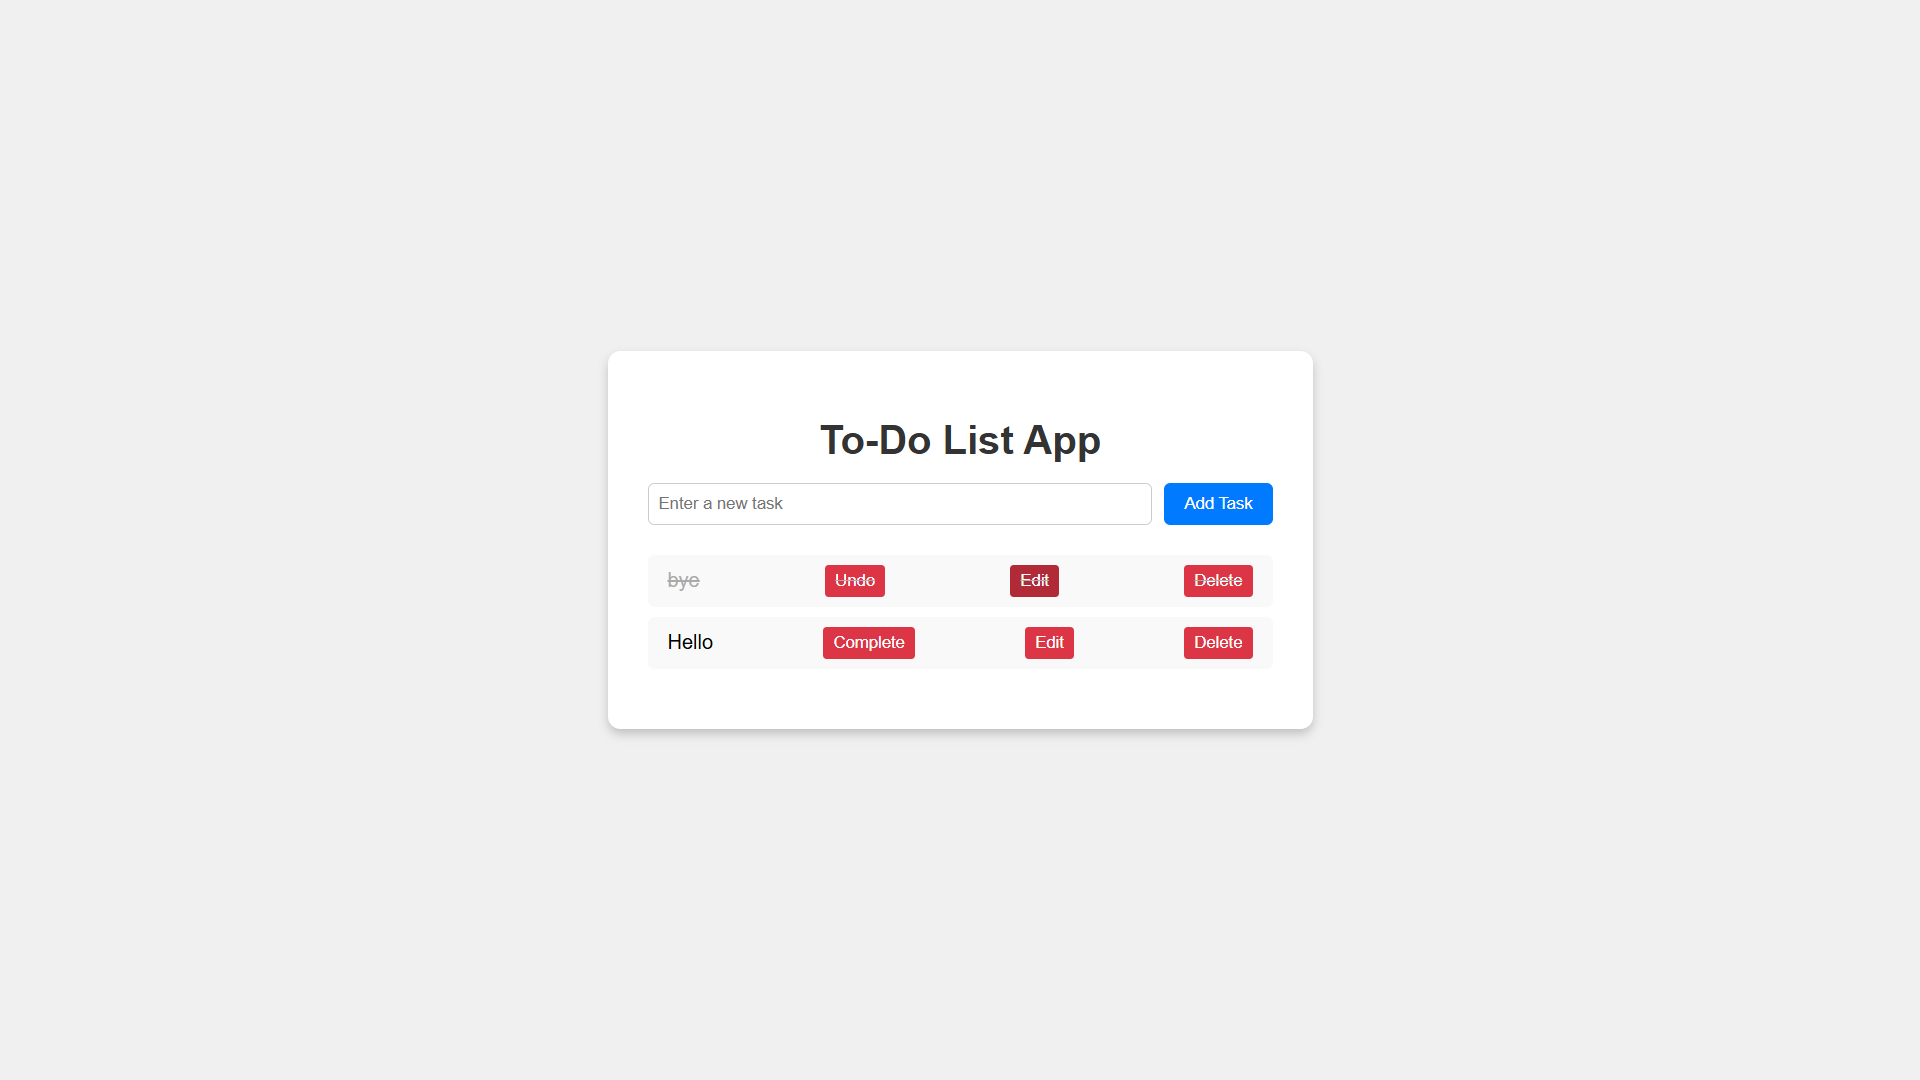 To-Do List App
Enter a new task Add Task
bye Undo Edit Delete
Hello Complete Edit Delete